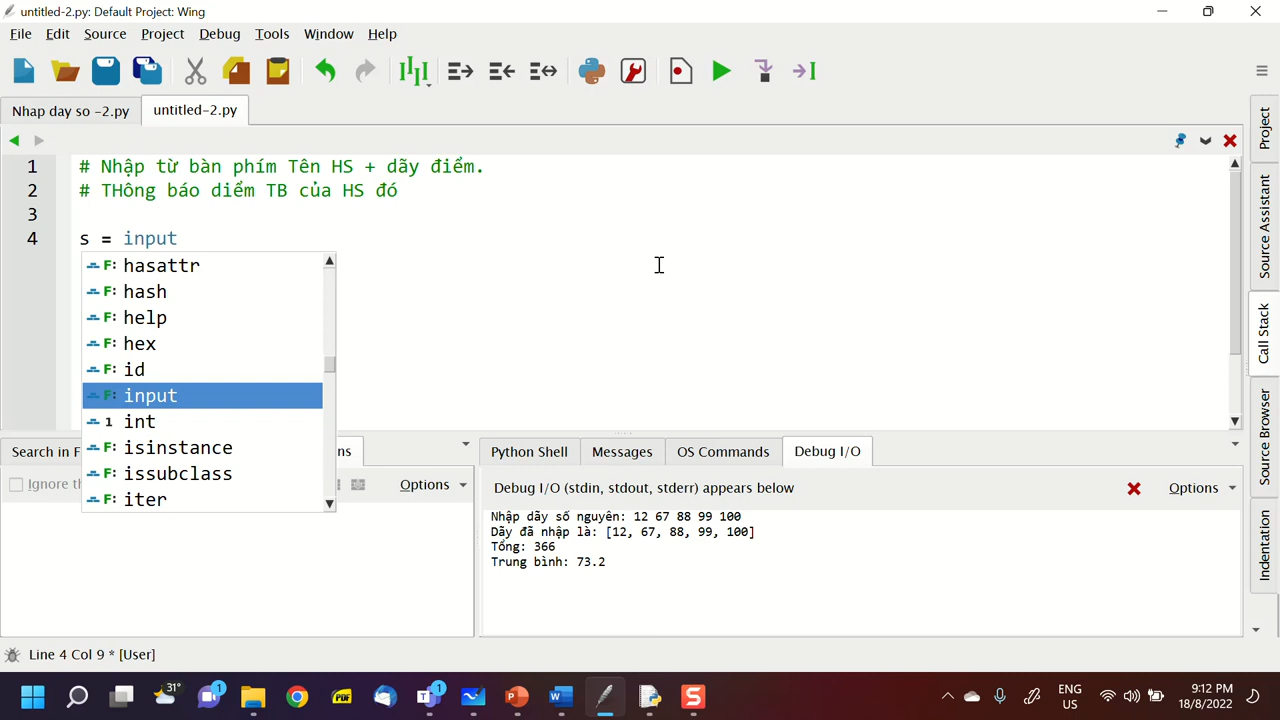 untitled-2.py: Default Project: Wing
File Edit Source Project Debug Tools Window Help
Nhap day so -2.py untitled-2.py
1 # Nhập từ bàn phím Tên HS + dãy điểm.
2 # THông báo diểm TB của HS đó
3
4 s = input
F: hasattr
F: hash
F: help
F: hex
F: id
F: input
1 int
F: isinstance
F: issubclass
F: iter
Project
Source Assistant
Call Stack
Source Browser
Indentation
Search in F ns
Ignore th Options
Python Shell Messages OS Commands Debug I/O
Debug I/O (stdin, stdout, stderr) appears below Options
Nhập dãy số nguyên: 12 67 88 99 100
Dãy đã nhập là: [12, 67, 88, 99, 100]
Tổng: 366
Trung bình: 73.2
Line 4 Col 9 * [User]
31° 1 PDF 1 S
ENG
US
9:12 PM
18/8/2022